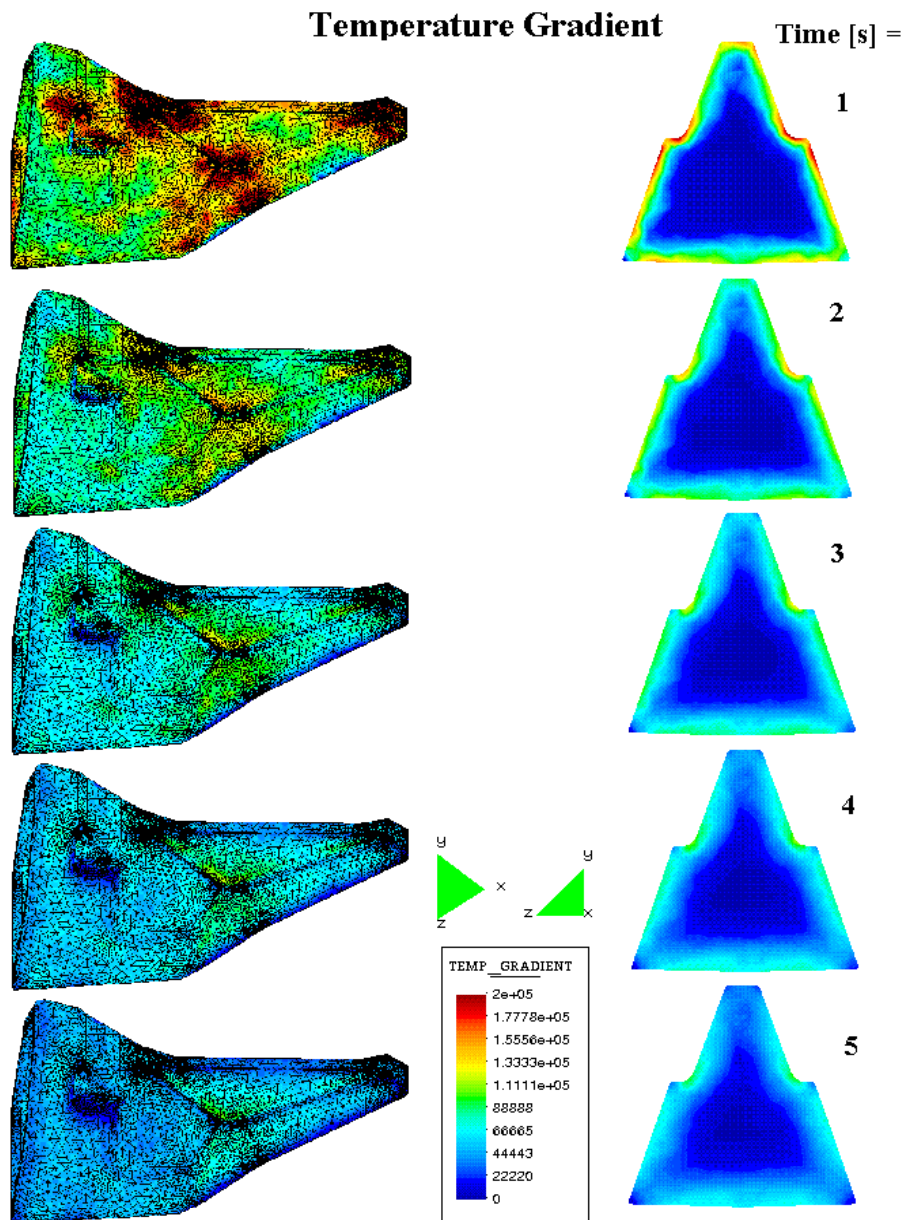 Temperature Gradient
Time [s] =
1
2
3
4
y
x
z
y
z
x
TEMP_GRADIENT
2e+05
1.7778e+05
1.5556e+05
1.3333e+05
1.1111e+05
88888
66665
44443
22220
0
5